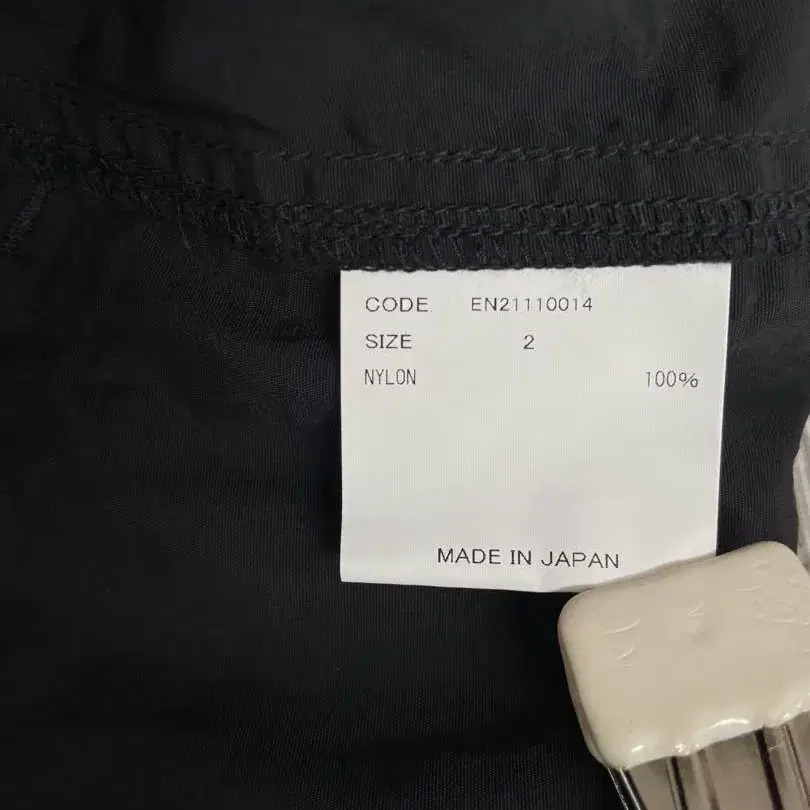 CODE EN21110014
SIZE 2
NYLON 100%
MADE IN JAPAN